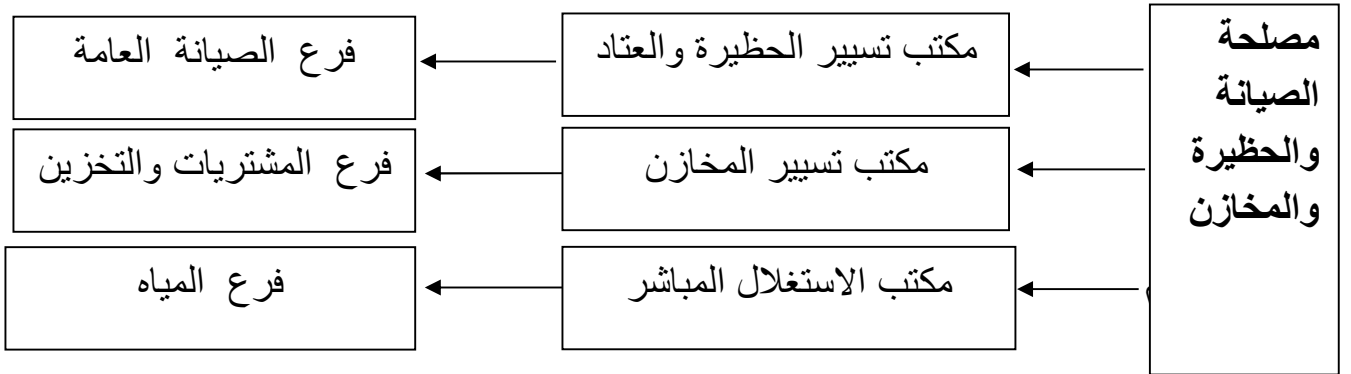 مصلحة
الصيانة
والحظيرة
والمخازن
مكتب تسيير الحظيرة والعتاد
فرع الصيانة العامة
مكتب تسيير المخازن
فرع المشتريات والتخزين
مكتب الاستغلال المباشر
فرع المياه